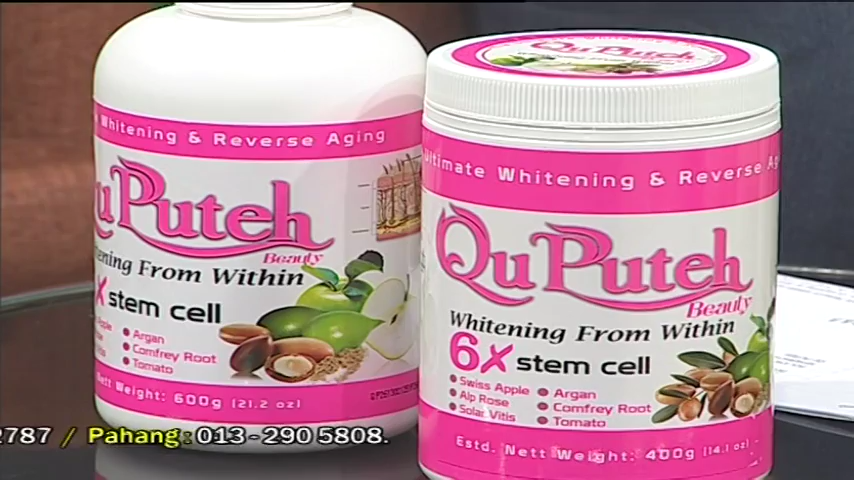 Whitening & Reverse Aging
QuPuteh
Beauty
Whitening From Within
X stem cell
Argan
Comfrey Root
Tomato
Nett Weight: 600g (21.2 oz)
QuPuteh
Ultimate Whitening & Reverse
QuPuteh
Beauty
Whitening From Within
6X stem cell
Swiss Apple
Alp Rose
Solar Vitis
Argan
Comfrey Root
Tomato
Estd. Nett Weight: 400g (14.1 oz)
2787 / Pahang : 013-290 5808.